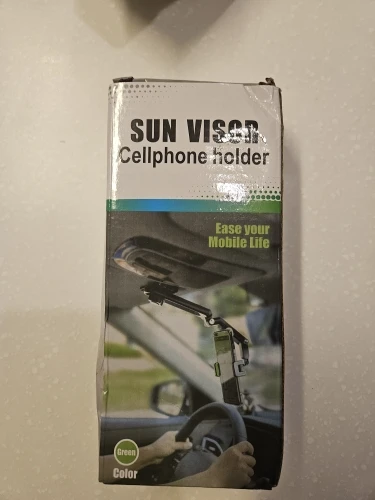 SUN VISOR
Cellphone holder
Ease your
Mobile Life
Green
Color